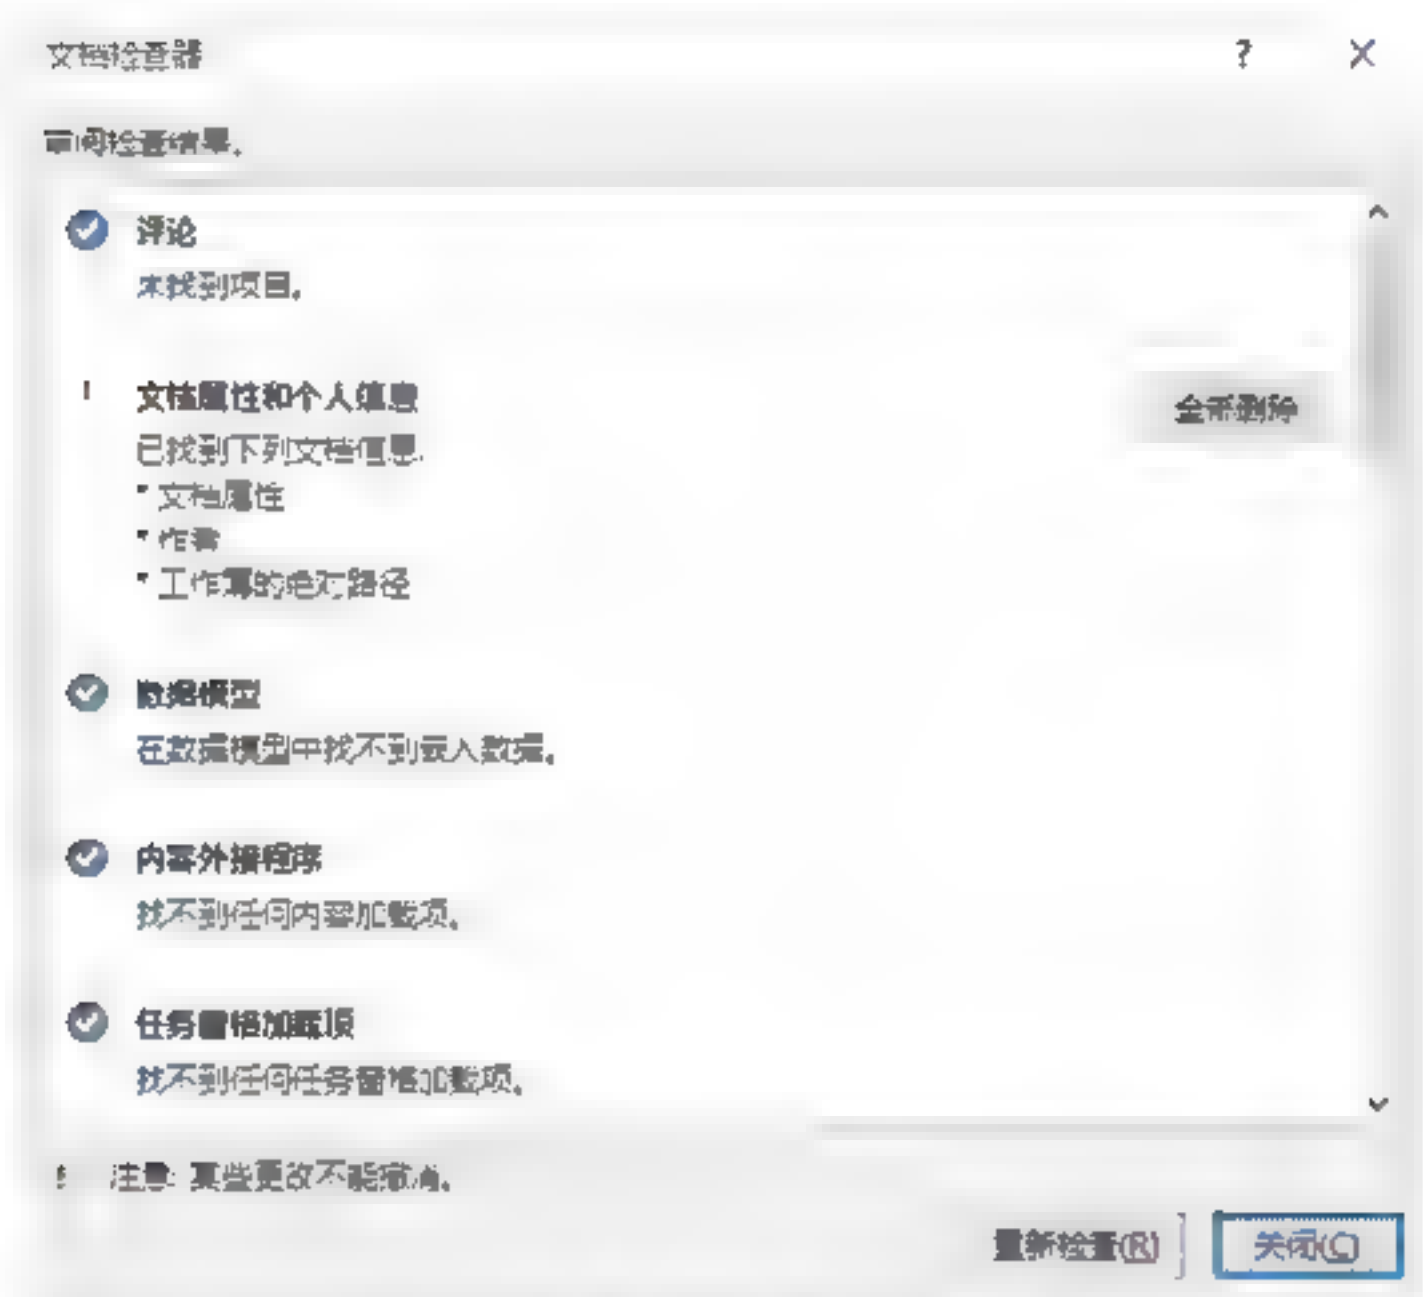 文档检查器
审阅检查结果。
评论
未找到项目。
文档属性和个人信息
全部删除
已找到下列文档信息:
* 文档属性
* 作者
* 工作簿的绝对路径
数据模型
在数据模型中找不到嵌入数据。
内容外接程序
找不到任何内容加载项。
任务窗格加载项
找不到任何任务窗格加载项。
! 注意: 某些更改不能撤消。
重新检查(R)
关闭(C)